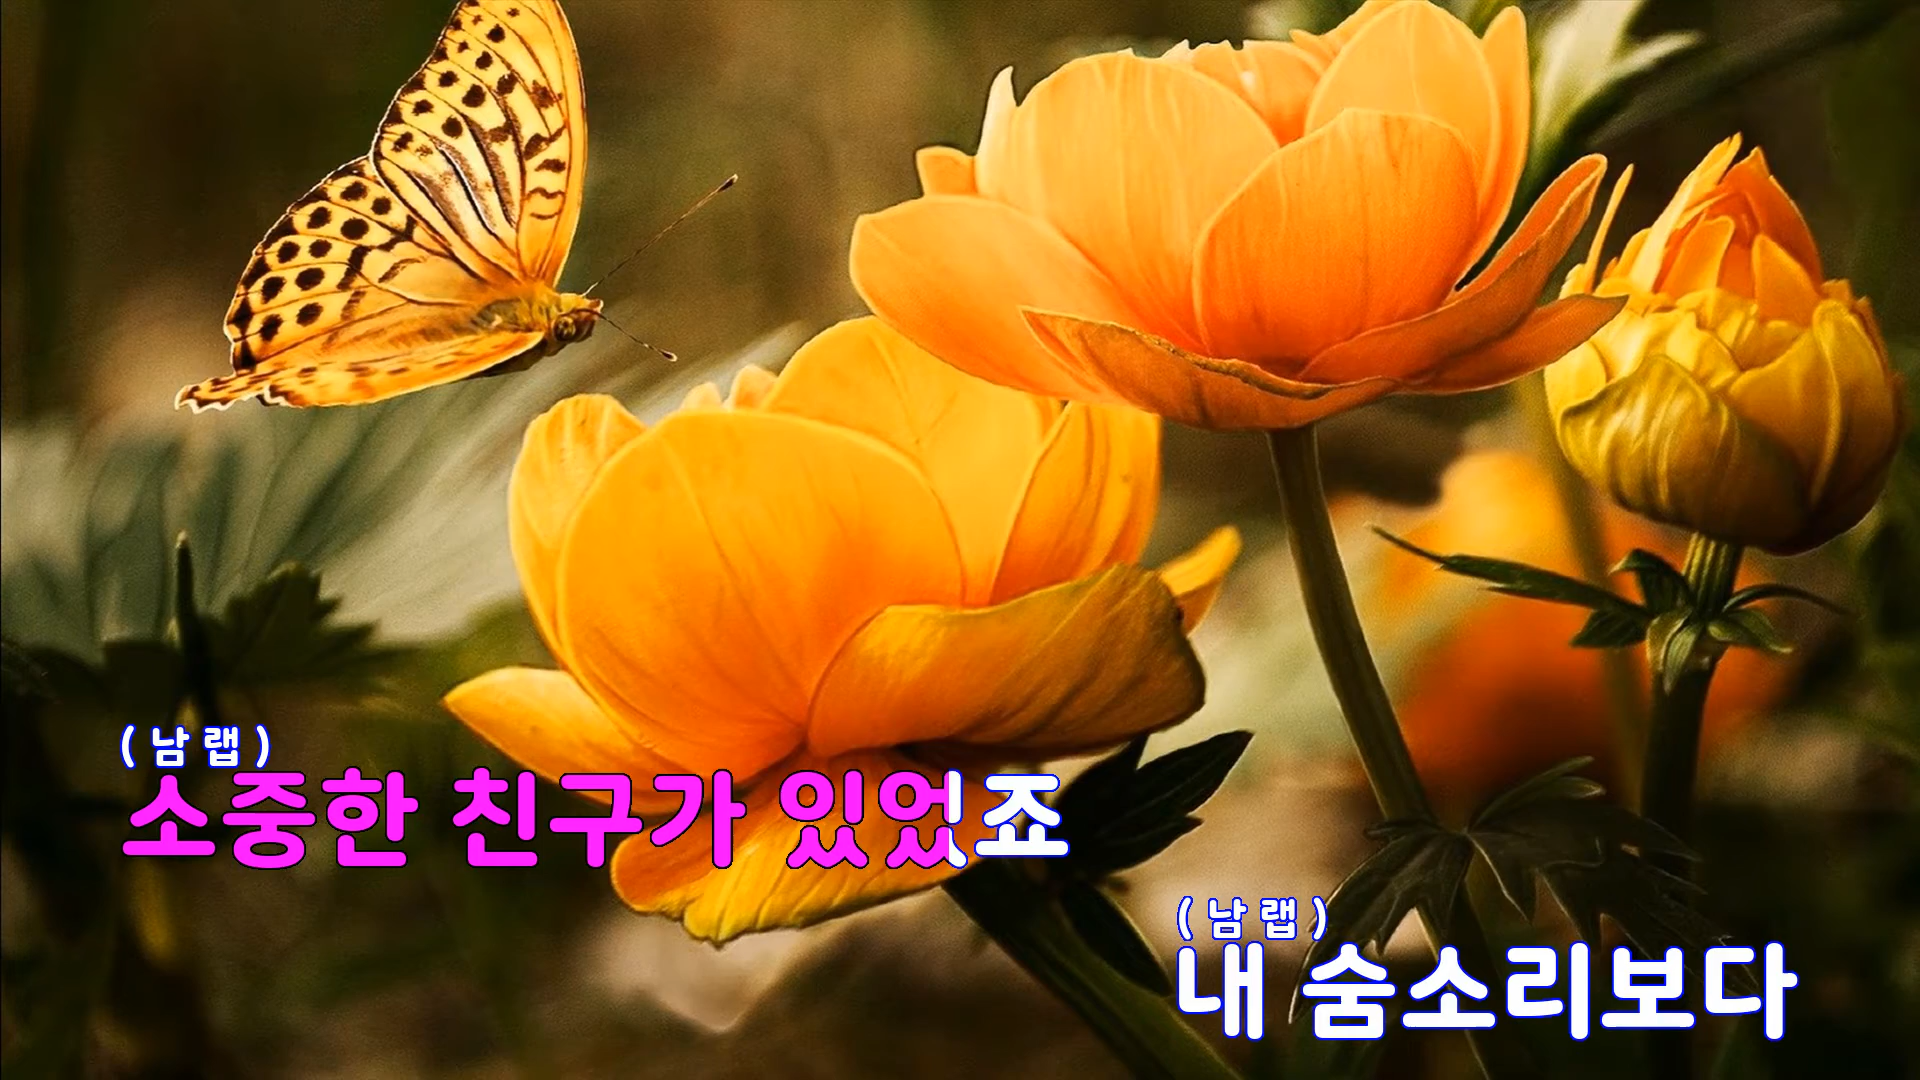 ( 남 랩 )
소중한 친구가 있었죠
( 남 랩 )
내 숨소리보다